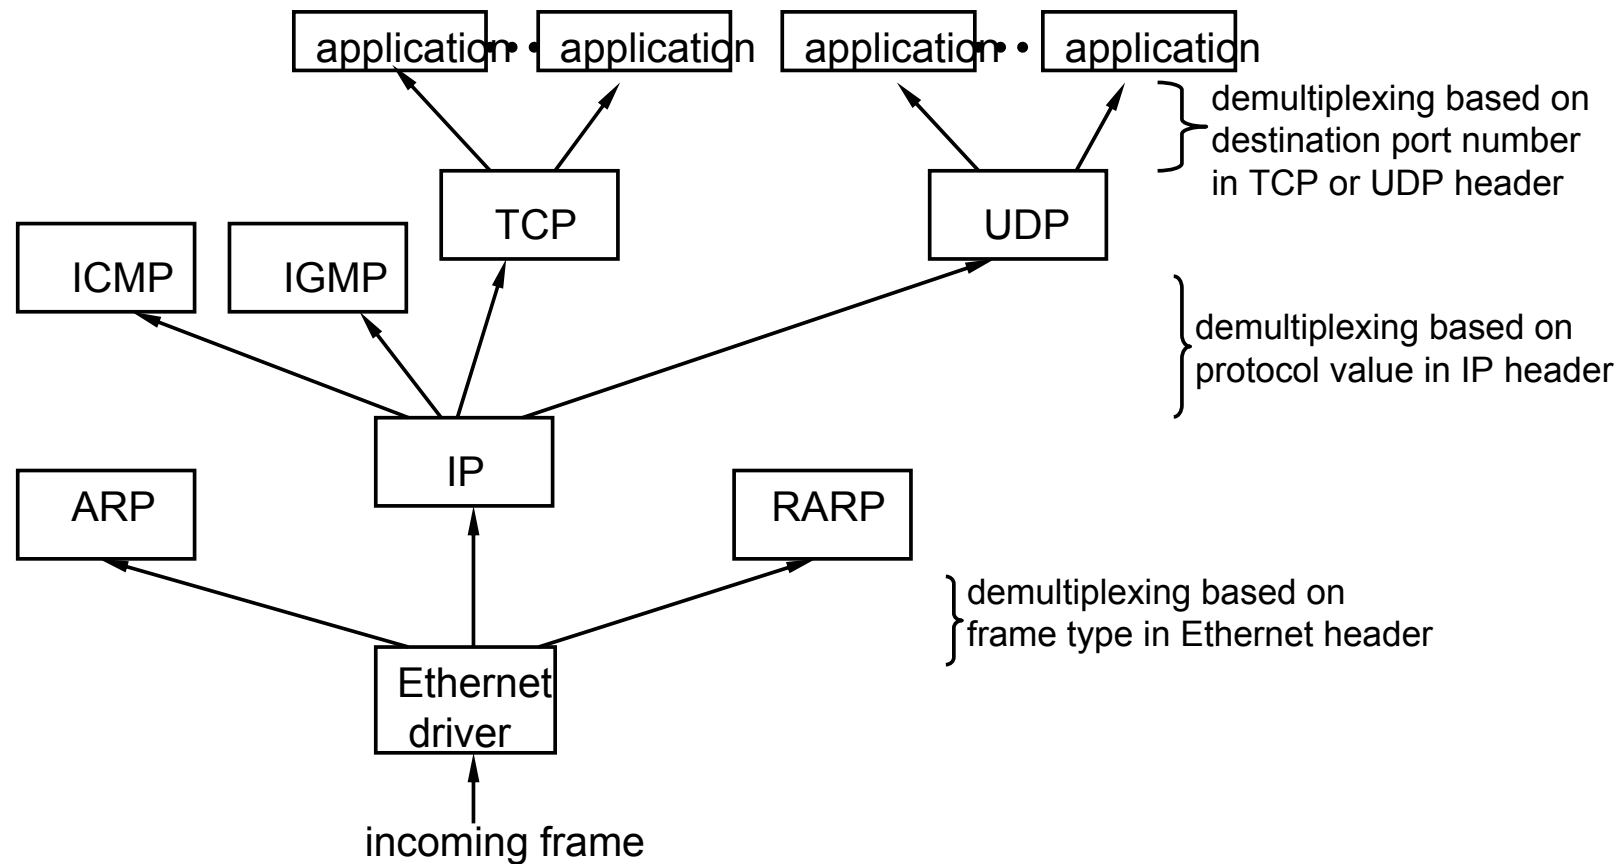 application • • • application application • • • application
demultiplexing based on
destination port number
in TCP or UDP header
TCP UDP
ICMP IGMP
demultiplexing based on
protocol value in IP header
IP
ARP RARP
demultiplexing based on
frame type in Ethernet header
Ethernet
driver
incoming frame